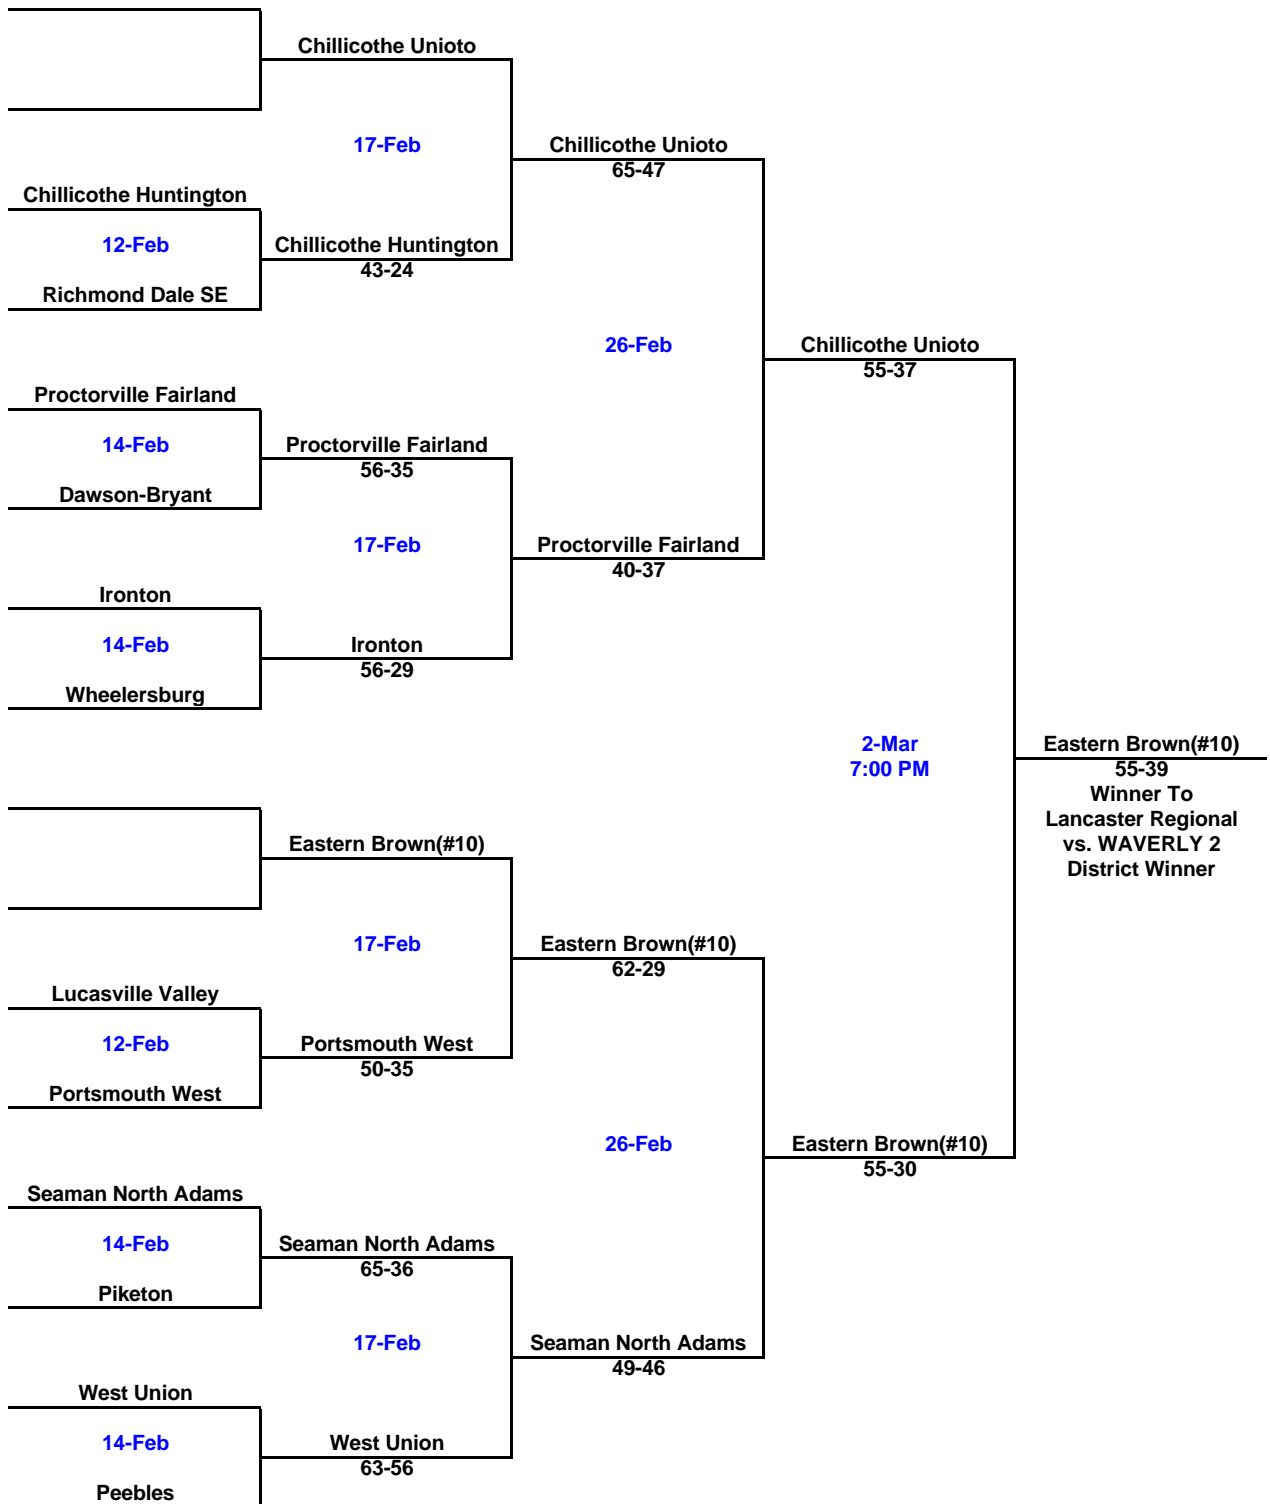 Chillicothe Unioto
17-Feb
Chillicothe Unioto
65-47
Chillicothe Huntington
12-Feb
Chillicothe Huntington
43-24
Richmond Dale SE
26-Feb
Chillicothe Unioto
55-37
Proctorville Fairland
14-Feb
Proctorville Fairland
56-35
Dawson-Bryant
17-Feb
Proctorville Fairland
40-37
Ironton
14-Feb
Ironton
56-29
Wheelersburg
2-Mar
7:00 PM
Eastern Brown(#10)
55-39
Winner To
Lancaster Regional
vs. WAVERLY 2
District Winner
Eastern Brown(#10)
17-Feb
Eastern Brown(#10)
62-29
Lucasville Valley
12-Feb
Portsmouth West
50-35
Portsmouth West
26-Feb
Eastern Brown(#10)
55-30
Seaman North Adams
14-Feb
Seaman North Adams
65-36
Piketon
17-Feb
Seaman North Adams
49-46
West Union
14-Feb
West Union
63-56
Peebles